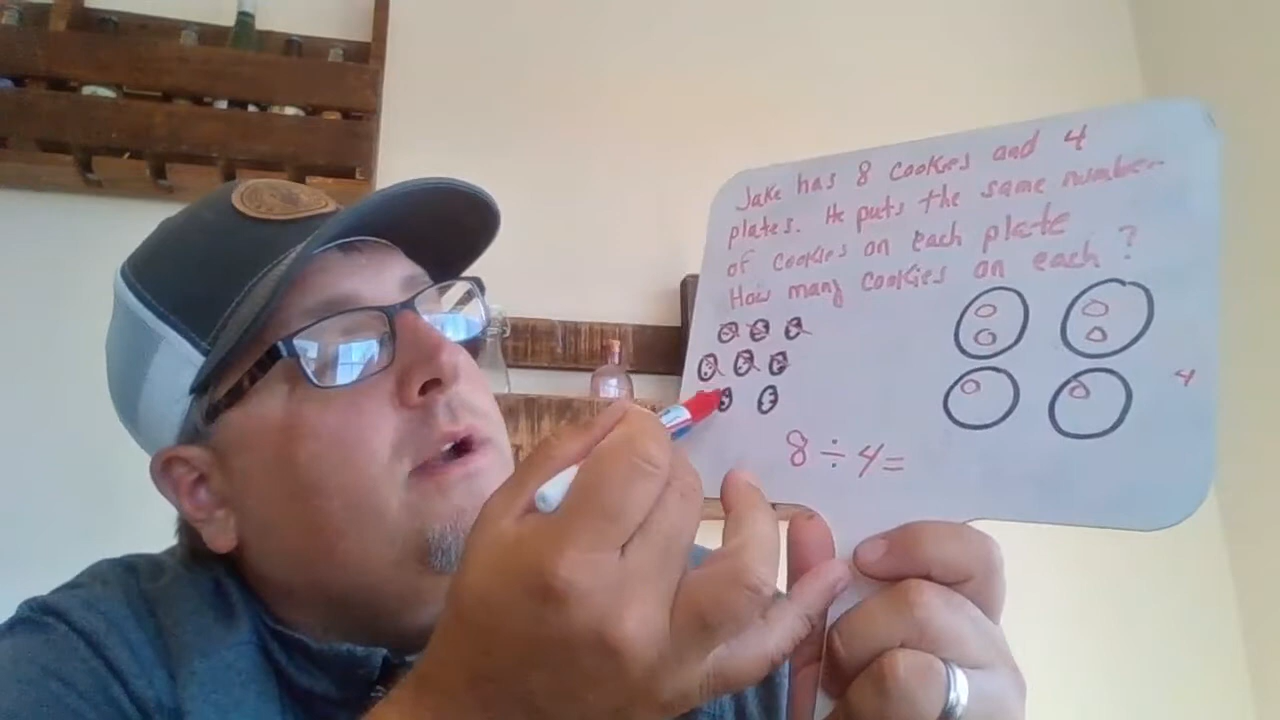 Jake has 8 cookies and 4
plates. He puts the same number
of cookies on each plate
How many cookies on each?
4
8 ÷ 4 =